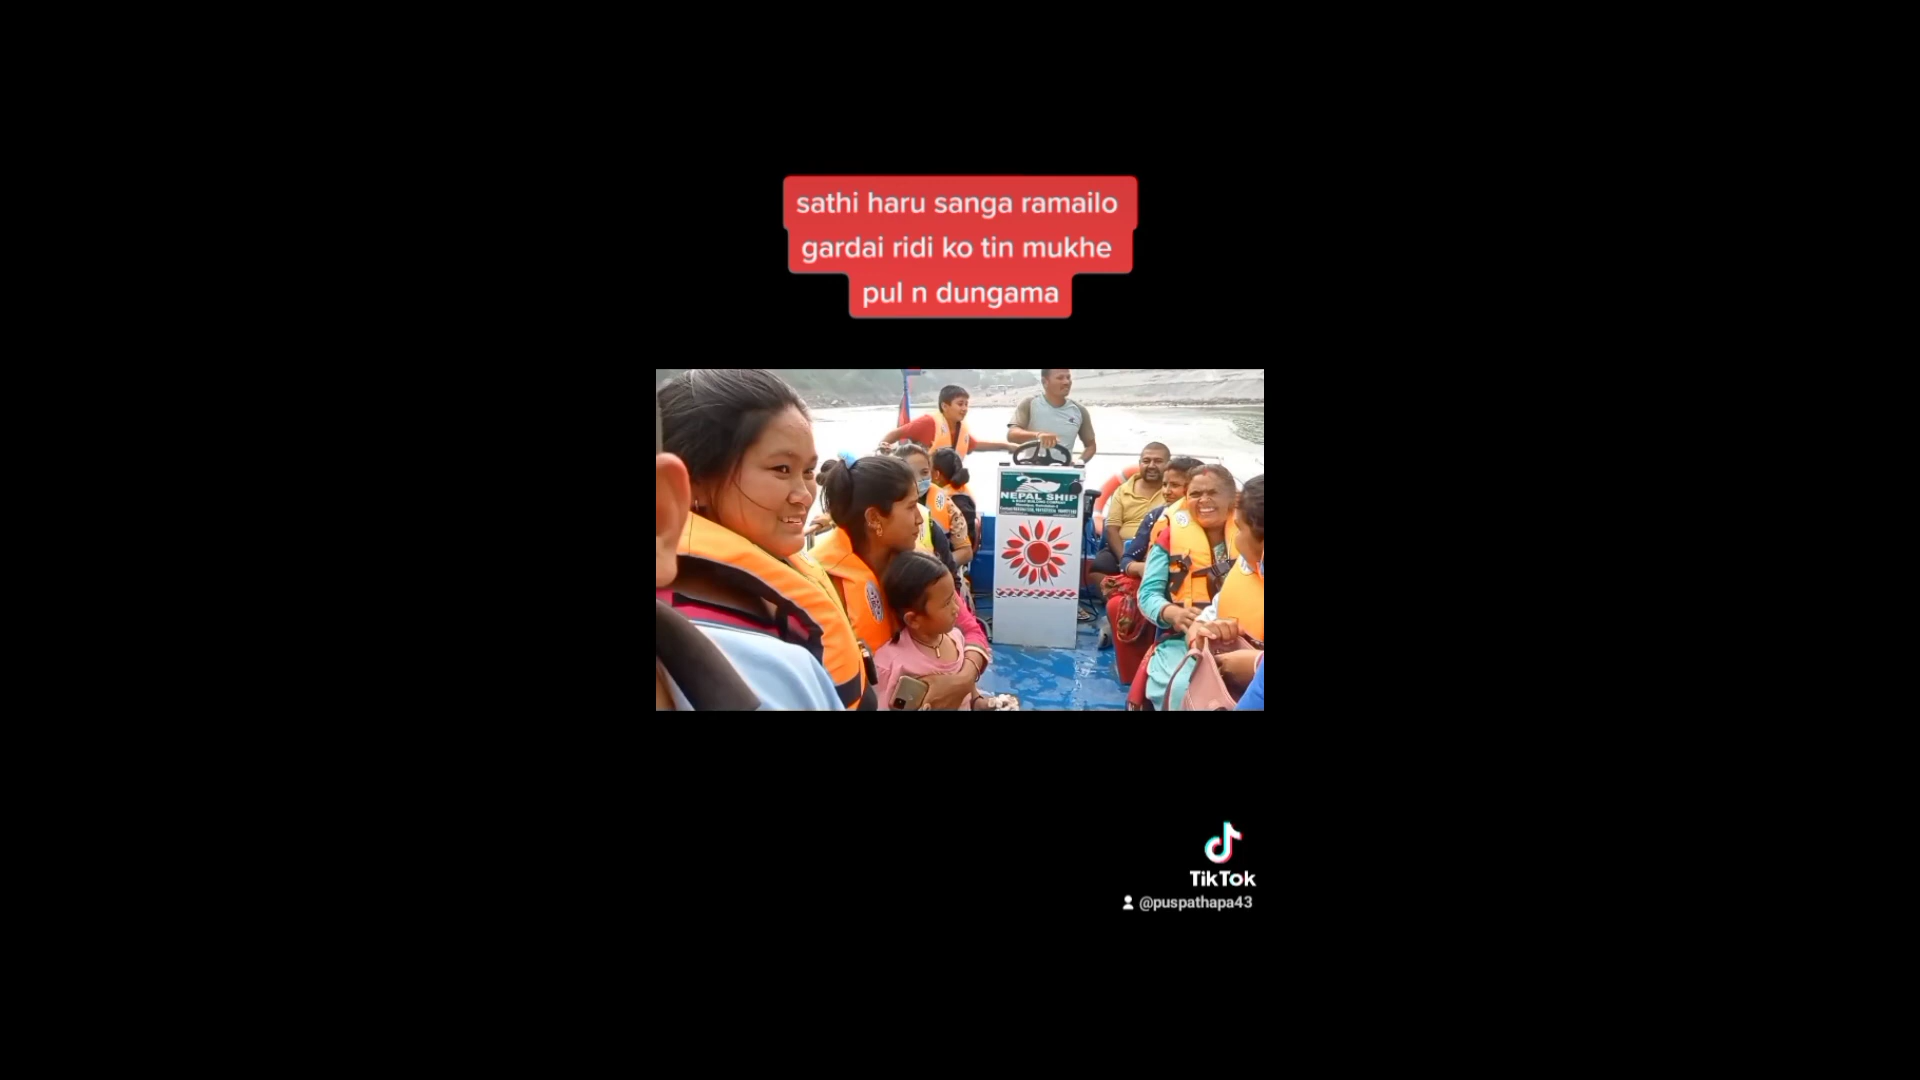 sathi haru sanga ramailo
gardai ridi ko tin mukhe
pul n dungama
NEPAL SHIP
TikTok
@puspathapa43